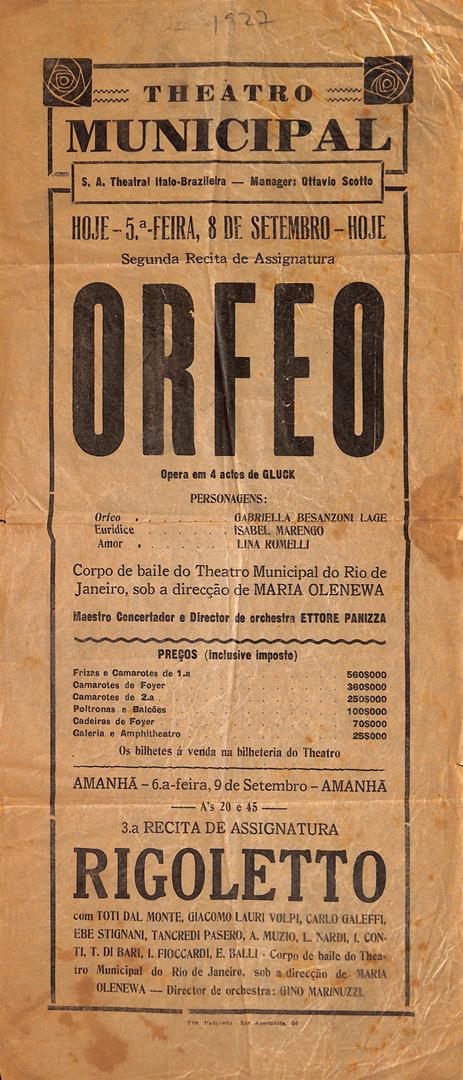 1927
THEATRO
MUNICIPAL
S. A. Theatral Italo-Brazileira — Manager: Ottavio Scotto
HOJE - 5.ª-FEIRA, 8 DE SETEMBRO - HOJE
Segunda Recita de Assignatura
ORFEO
Opera em 4 actos de GLUCK
PERSONAGENS:
Orfeo . . . . . . . GABRIELLA BESANZONI LAGE
Euridice . . . . . . . ISABEL MARENGO
Amor . . . . . . . LINA ROMELLI
Corpo de baile do Theatro Municipal do Rio de
Janeiro, sob a direcção de MARIA OLENEWA
Maestro Concertador e Director de orchestra ETTORE PANIZZA
PREÇOS (inclusive imposto)
Frizas e Camarotes de 1.a 560$000
Camarotes de Foyer 360$000
Camarotes de 2.a 250$000
Poltronas e Balcões 100$000
Cadeiras de Foyer 70$000
Galeria e Amphitheatro 25$000
Os bilhetes á venda na bilheteria do Theatro
AMANHÃ - 6.a-feira, 9 de Setembro - AMANHÃ
— A's 20 e 45 —
3.a RECITA DE ASSIGNATURA
RIGOLETTO
com TOTI DAL MONTE, GIACOMO LAURI VOLPI, CARLO GALEFFI,
EBE STIGNANI, TANCREDI PASERO, A. MUZIO, L. NARDI, I. CON-
TI, T. DI BARI, I. FIOCCARDI, E. BALLI - Corpo de baile do Thea-
tro Municipal do Rio de Janeiro, sob a direcção de MARIA
OLENEWA — Director de orchestra: GINO MARINUZZI.
TYP. PAULISTA - Rua Assembléa, 56